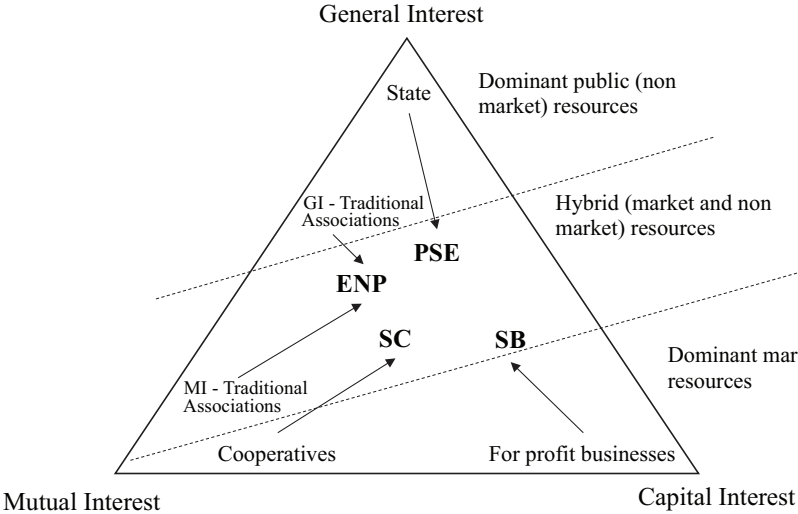 General Interest
State
Dominant public (non
market) resources
GI - Traditional
Associations
Hybrid (market and non
market) resources
PSE
ENP
SC
SB
Dominant mar
resources
MI - Traditional
Associations
Cooperatives
For profit businesses
Mutual Interest
Capital Interest